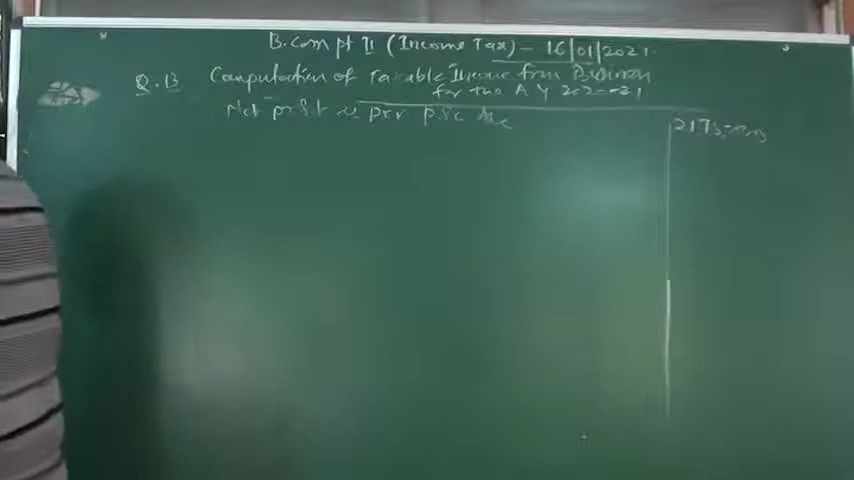 B.Com pt II (Income Tax) - 16/01/2021
Q.13 Computation of Taxable Income from Business
for the A Y 2020-21
Net profit as per P&L A/c